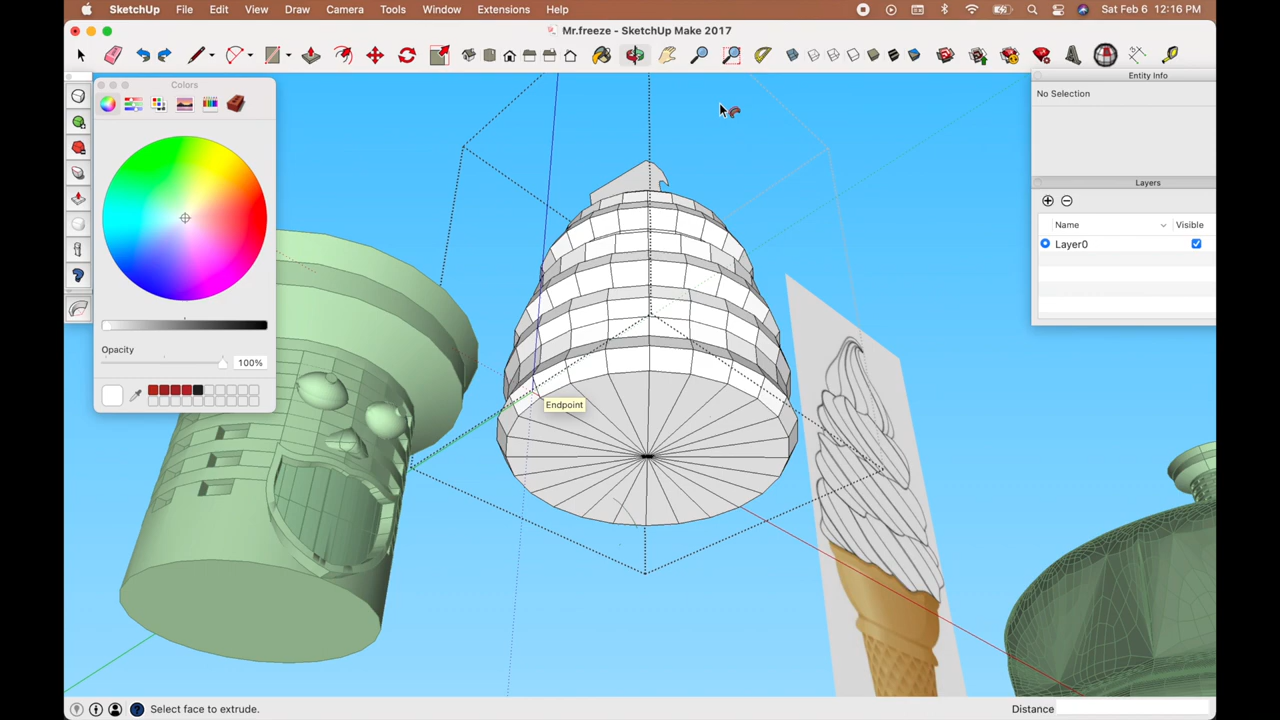 SketchUp File Edit View Draw Camera Tools Window Extensions Help Sat Feb 6 12:16 PM
Mr.freeze - SketchUp Make 2017
Entity Info
No Selection
Colors
Layers
Name Visible
Layer0
Opacity
100%
Endpoint
Select face to extrude.
Distance